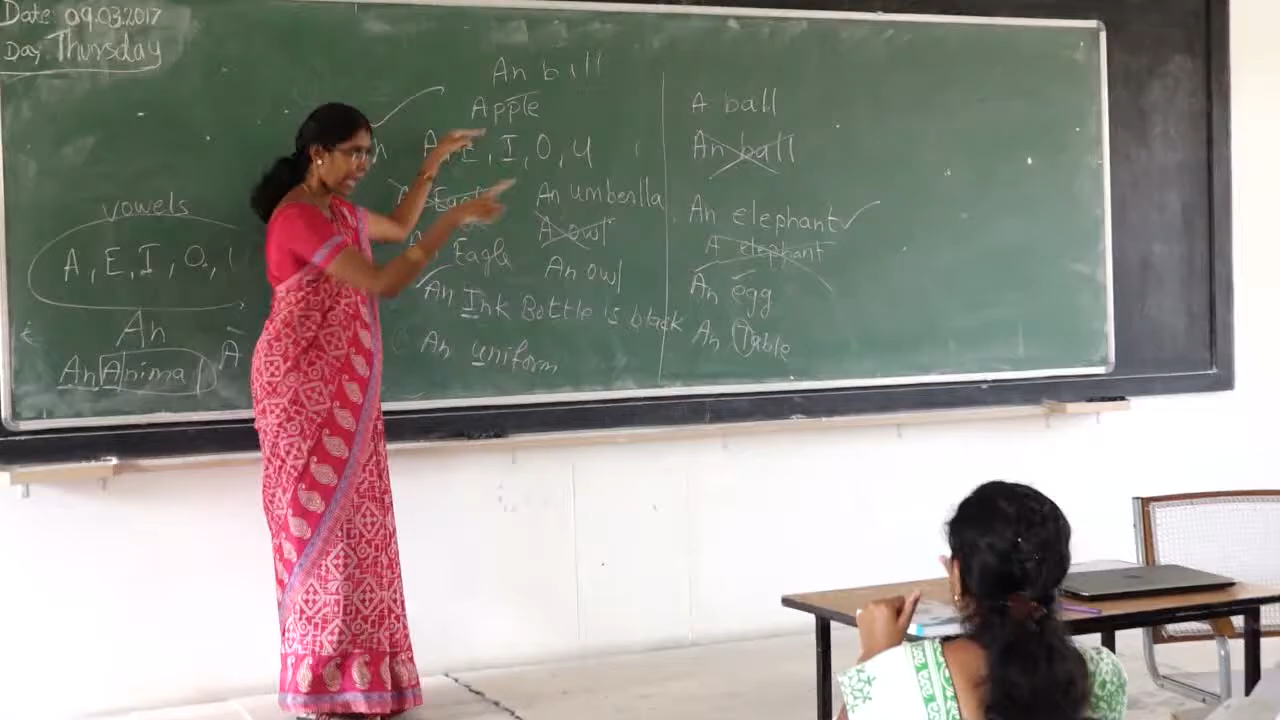 Date: 09.03.2017
Day Thursday
vowels
A, E, I, O,
An
An Animal
A
An ball
Apple
A, E, I, O, U
Eagle
An umberlla
A owl
Eagle
An owl
An Ink Bottle is black
An uniform
A ball
An ball
An elephant
A elephant
An egg
An Table